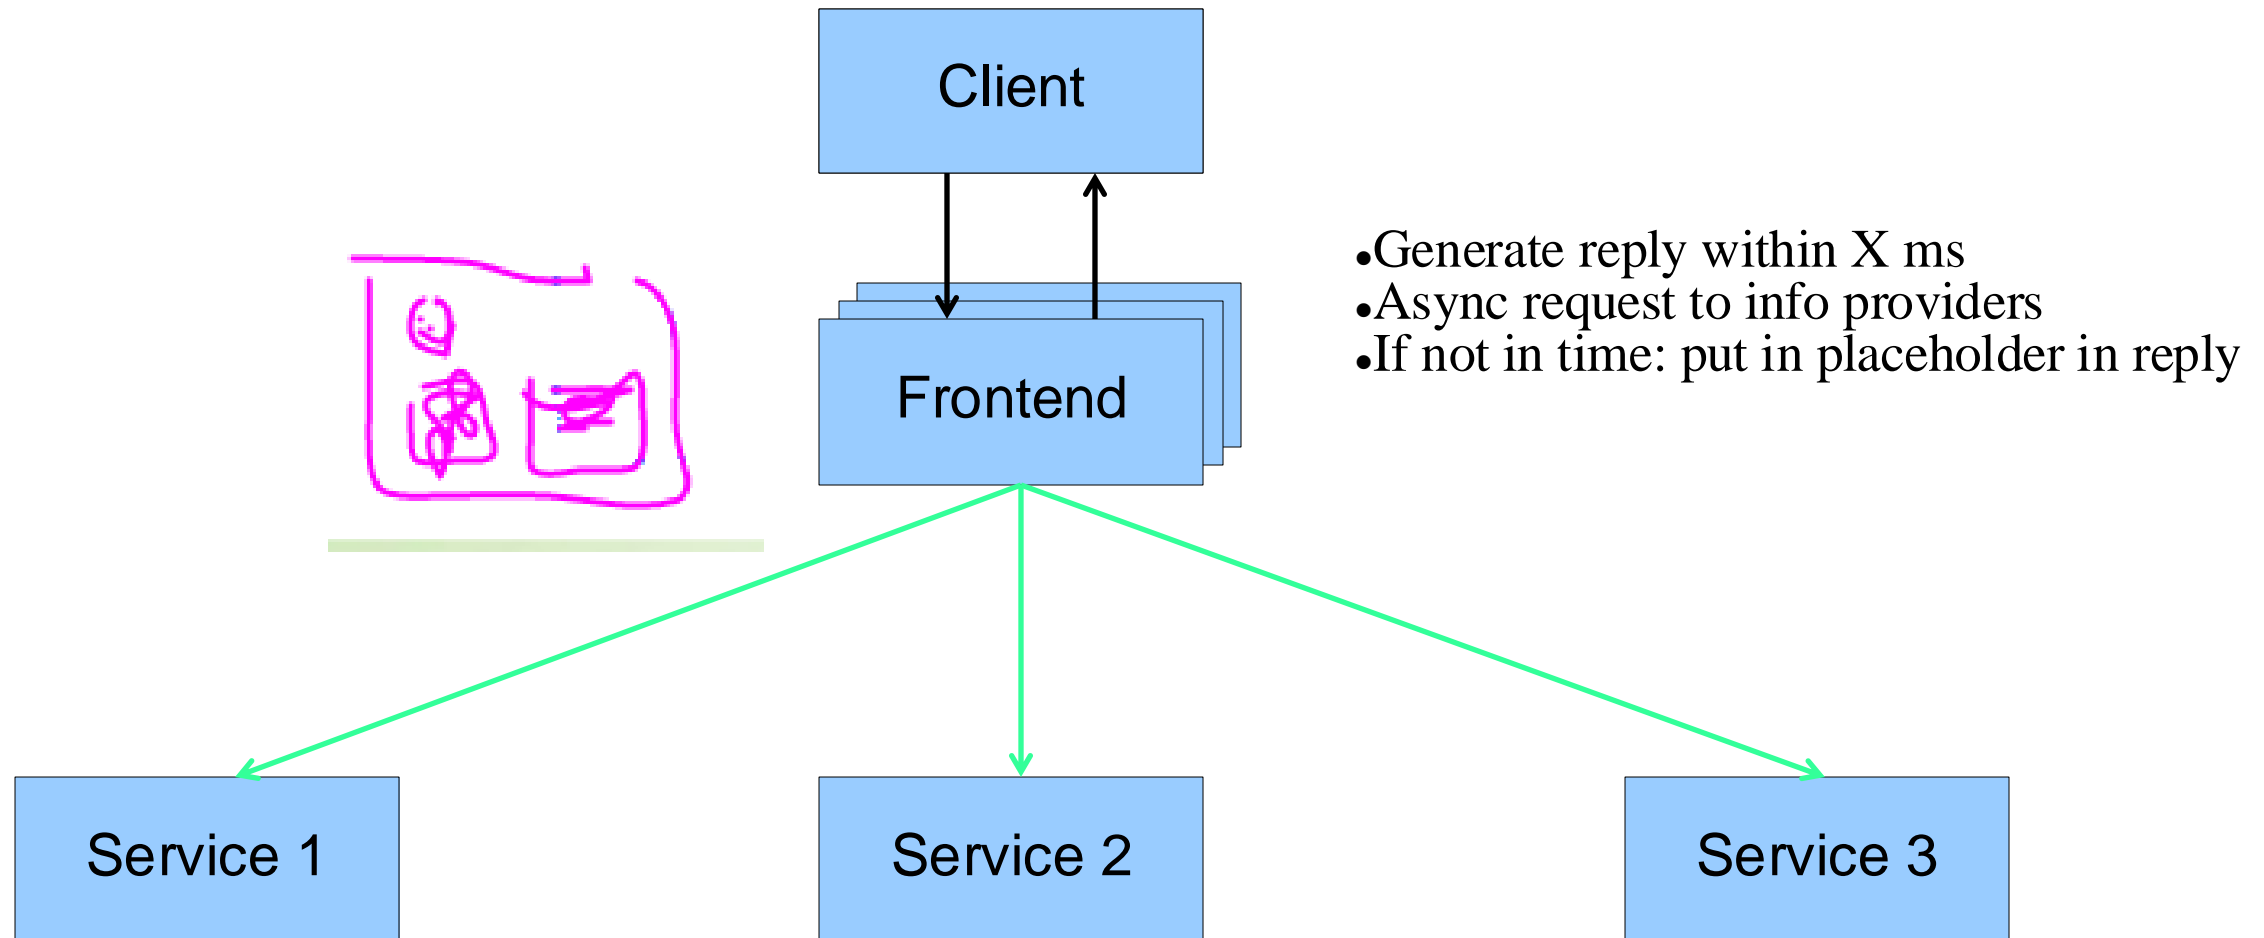 Client
•Generate reply within X ms
•Async request to info providers
•If not in time: put in placeholder in reply
Frontend
Service 1
Service 2
Service 3